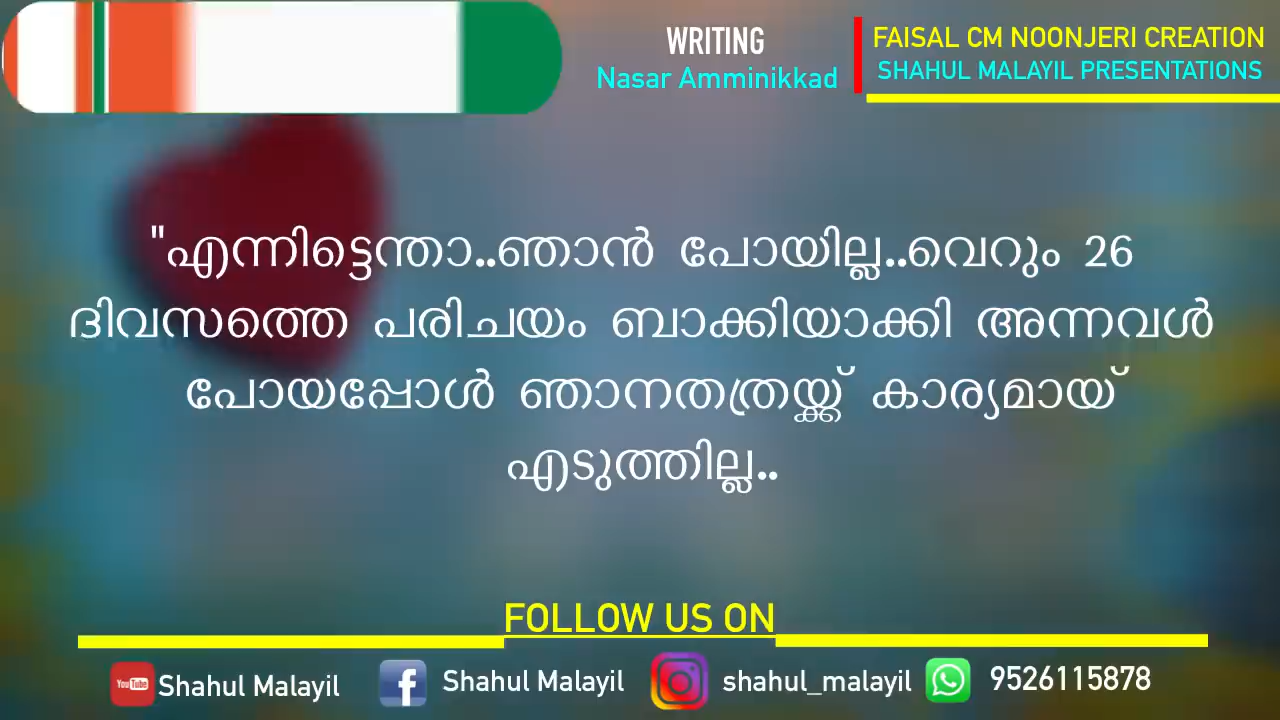 WRITING
Nasar Amminikkad
FAISAL CM NOONJERI CREATION
SHAHUL MALAYIL PRESENTATIONS
"എന്നിട്ടെന്താ..ഞാൻ പോയില്ല..വെറും 26
ദിവസത്തെ പരിചയം ബാക്കിയാക്കി അന്നവൾ
പോയപ്പോൾ ഞാനതത്രയ്ക്ക് കാര്യമായ്
എടുത്തില്ല..
FOLLOW US ON
YouTube Shahul Malayil
Shahul Malayil
shahul_malayil
9526115878